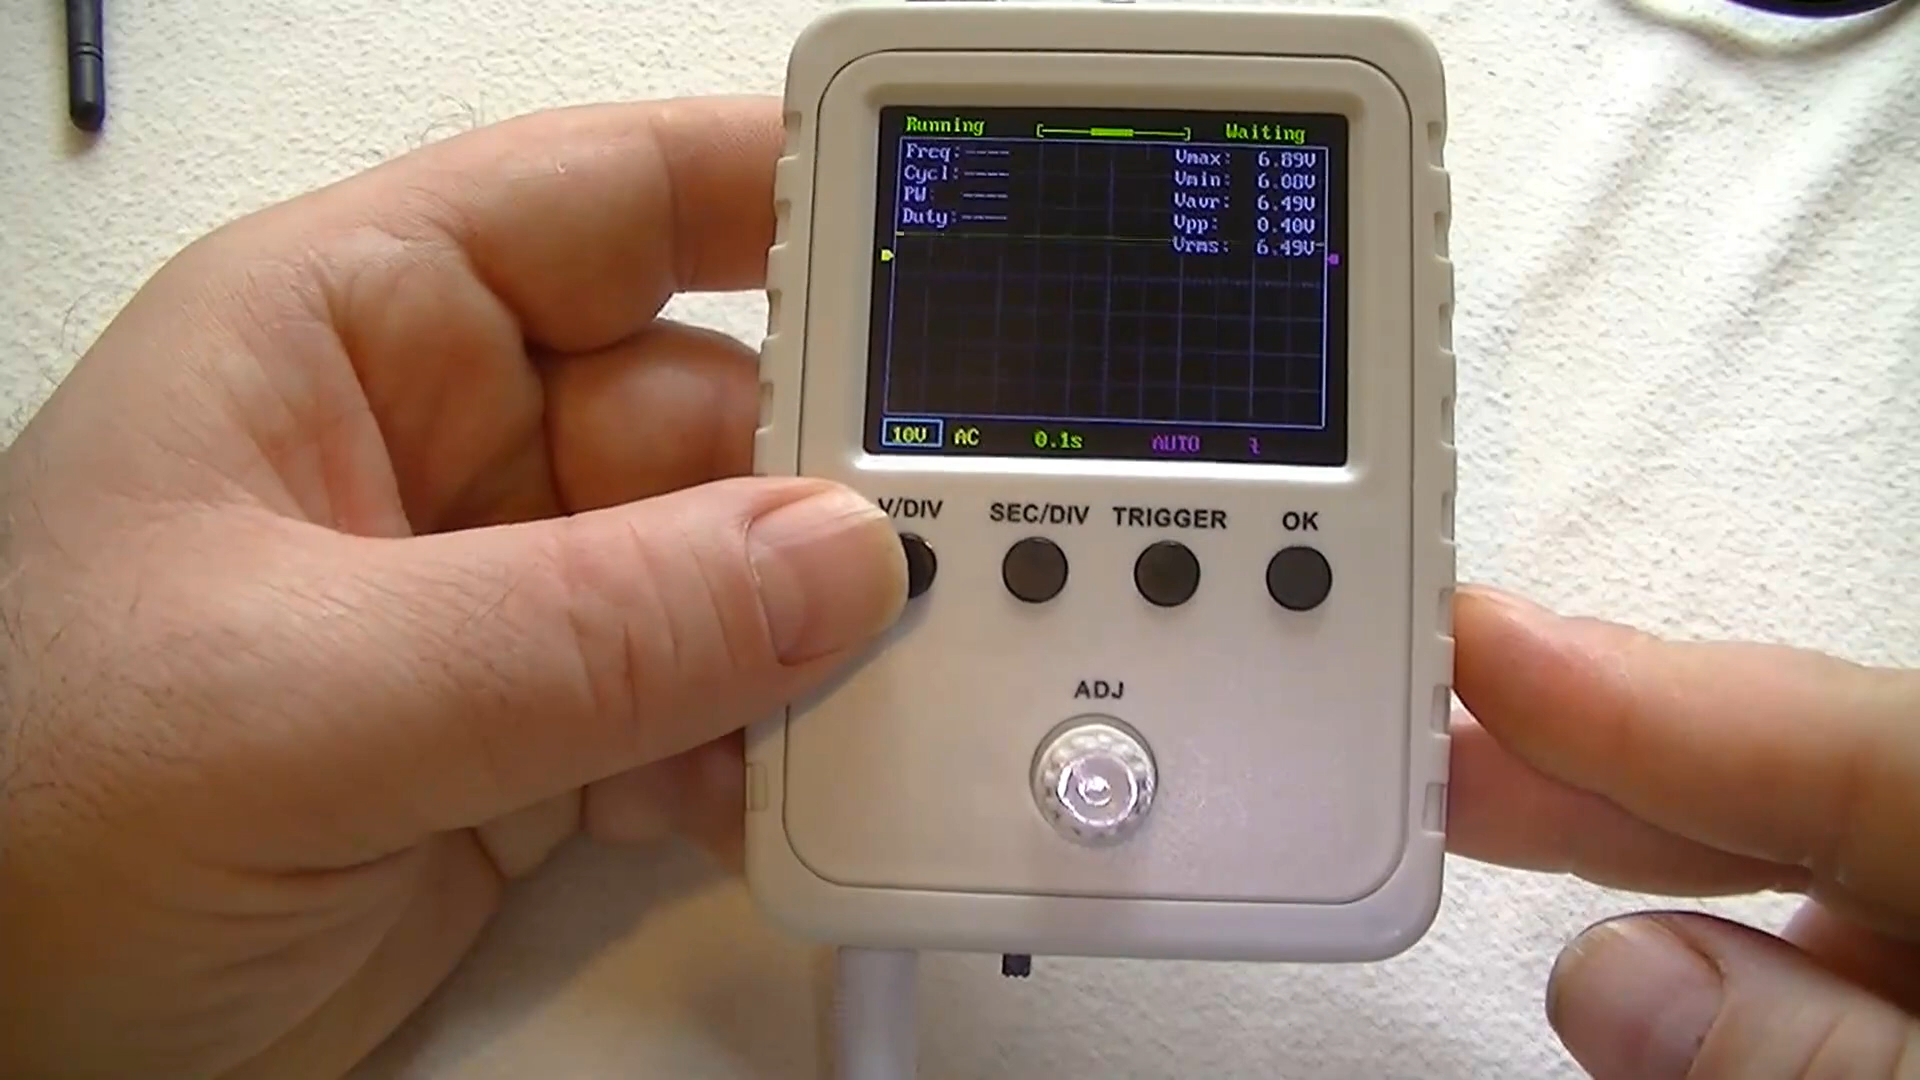 Running Waiting
Freq: ---- Vmax: 6.89V
Cycl: ---- Vmin: 6.08V
PW: ---- Vavr: 6.49V
Duty: ---- Vpp: 0.40V
Vrms: 6.49V
10V AC 0.1s AUTO
V/DIV SEC/DIV TRIGGER OK
ADJ